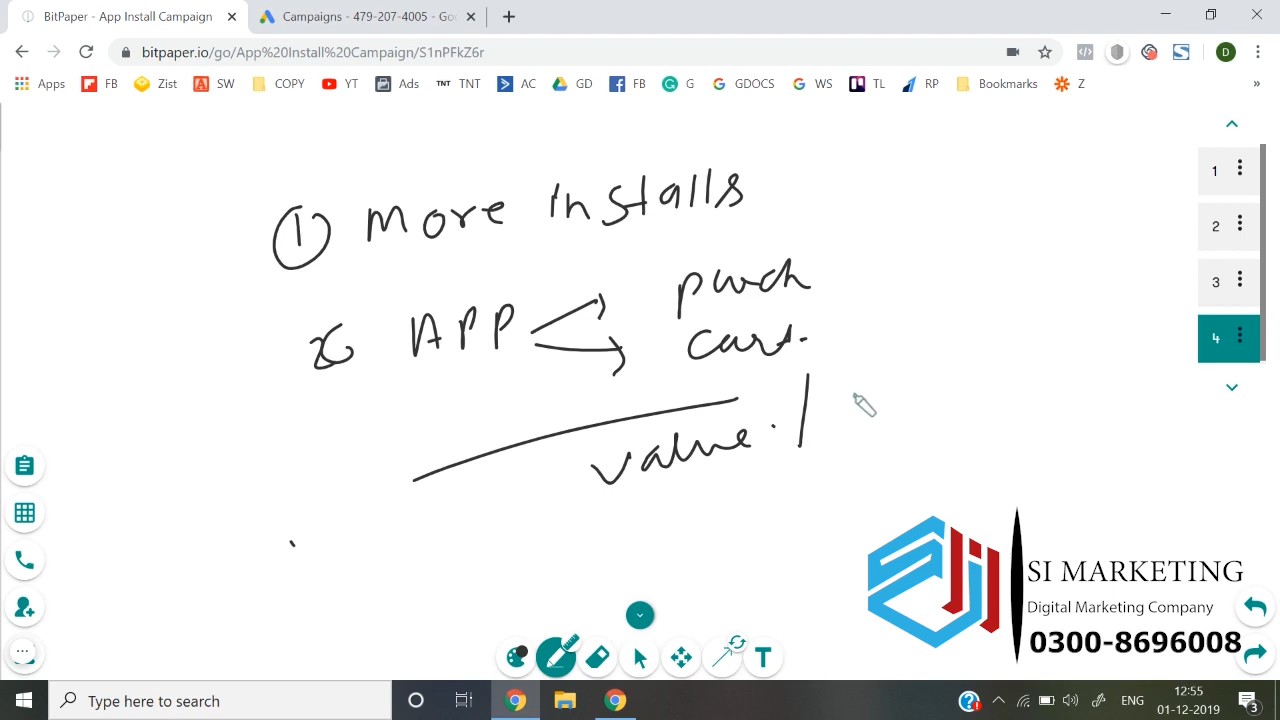 BitPaper - App Install Campaign
Campaigns - 479-207-4005 - Goo
bitpaper.io/go/App%20Install%20Campaign/S1nPFkZ6r
D
Apps FB Zist SW COPY YT Ads TNT TNT AC GD FB G GDOCS WS TL RP Bookmarks Z »
① More installs
APP
purch
cart.
value.
1
2
3
4
SI MARKETING
Digital Marketing Company
0300-8696008
T
Type here to search
ENG
12:55
01-12-2019
3